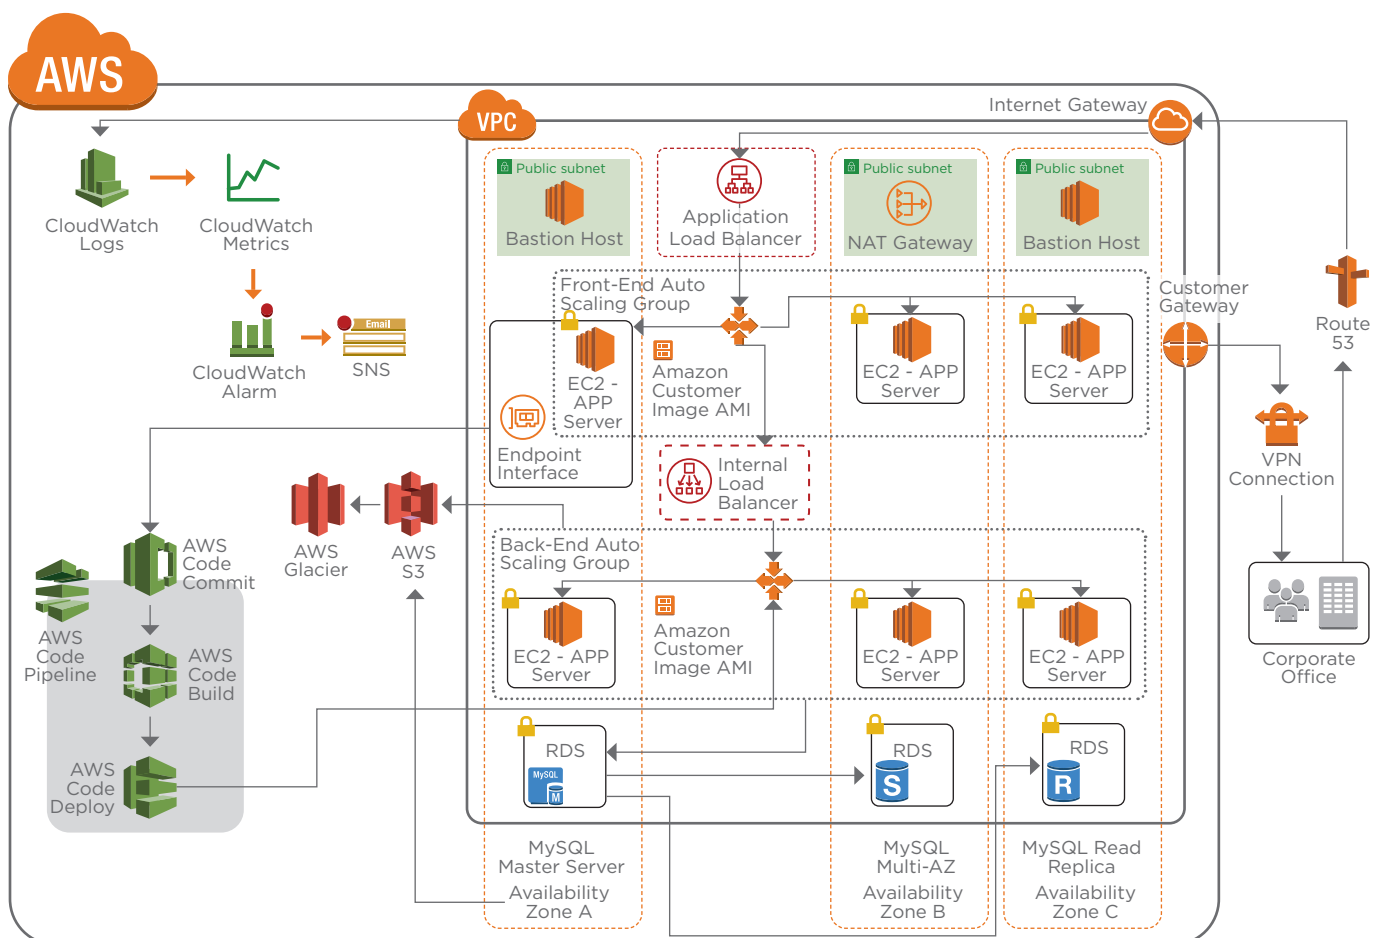 AWS
VPC
Internet Gateway
CloudWatch
Logs
CloudWatch
Metrics
CloudWatch
Alarm
Email
SNS
Public subnet
Bastion Host
Application
Load Balancer
Public subnet
NAT Gateway
Public subnet
Bastion Host
Customer
Gateway
Route
53
Front-End Auto
Scaling Group
EC2 -
APP
Server
Endpoint
Interface
Amazon
Customer
Image AMI
EC2 - APP
Server
EC2 - APP
Server
VPN
Connection
Internal
Load
Balancer
AWS
Glacier
AWS
S3
Back-End Auto
Scaling Group
EC2 - APP
Server
Amazon
Customer
Image AMI
EC2 - APP
Server
EC2 - APP
Server
Corporate
Office
AWS
Code
Commit
AWS
Code
Pipeline
AWS
Code
Build
AWS
Code
Deploy
RDS
MySQL
M
RDS
S
RDS
R
MySQL
Master Server
Availability
Zone A
MySQL
Multi-AZ
Availability
Zone B
MySQL Read
Replica
Availability
Zone C